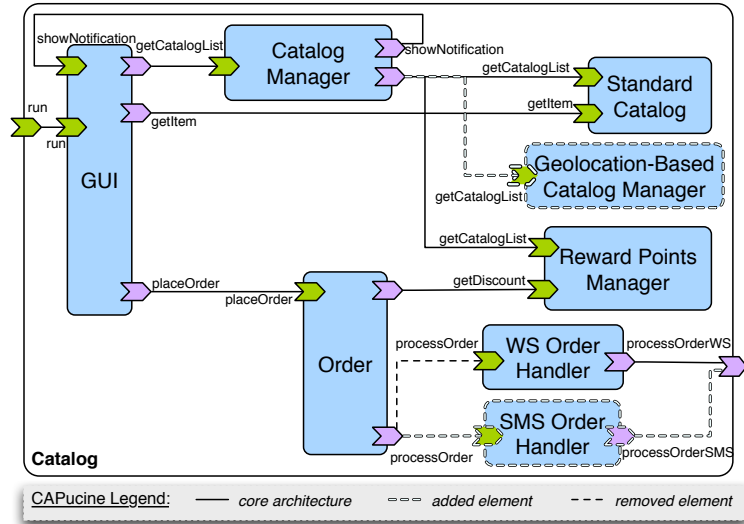 showNotification
getCatalogList
Catalog
Manager
showNotification
getCatalogList
Standard
Catalog
run
run
getItem
getItem
GUI
Geolocation-Based
Catalog Manager
getCatalogList
getCatalogList
Reward Points
Manager
placeOrder
placeOrder
getDiscount
Order
processOrder
WS Order
Handler
processOrderWS
SMS Order
Handler
processOrder
processOrderSMS
Catalog
CAPucine Legend: core architecture added element removed element